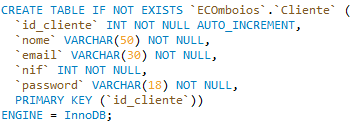 CREATE TABLE IF NOT EXISTS `ECOmboios`.`Cliente` (
`id_cliente` INT NOT NULL AUTO_INCREMENT,
`nome` VARCHAR(50) NOT NULL,
`email` VARCHAR(30) NOT NULL,
`nif` INT NOT NULL,
`password` VARCHAR(18) NOT NULL,
PRIMARY KEY (`id_cliente`))
ENGINE = InnoDB;